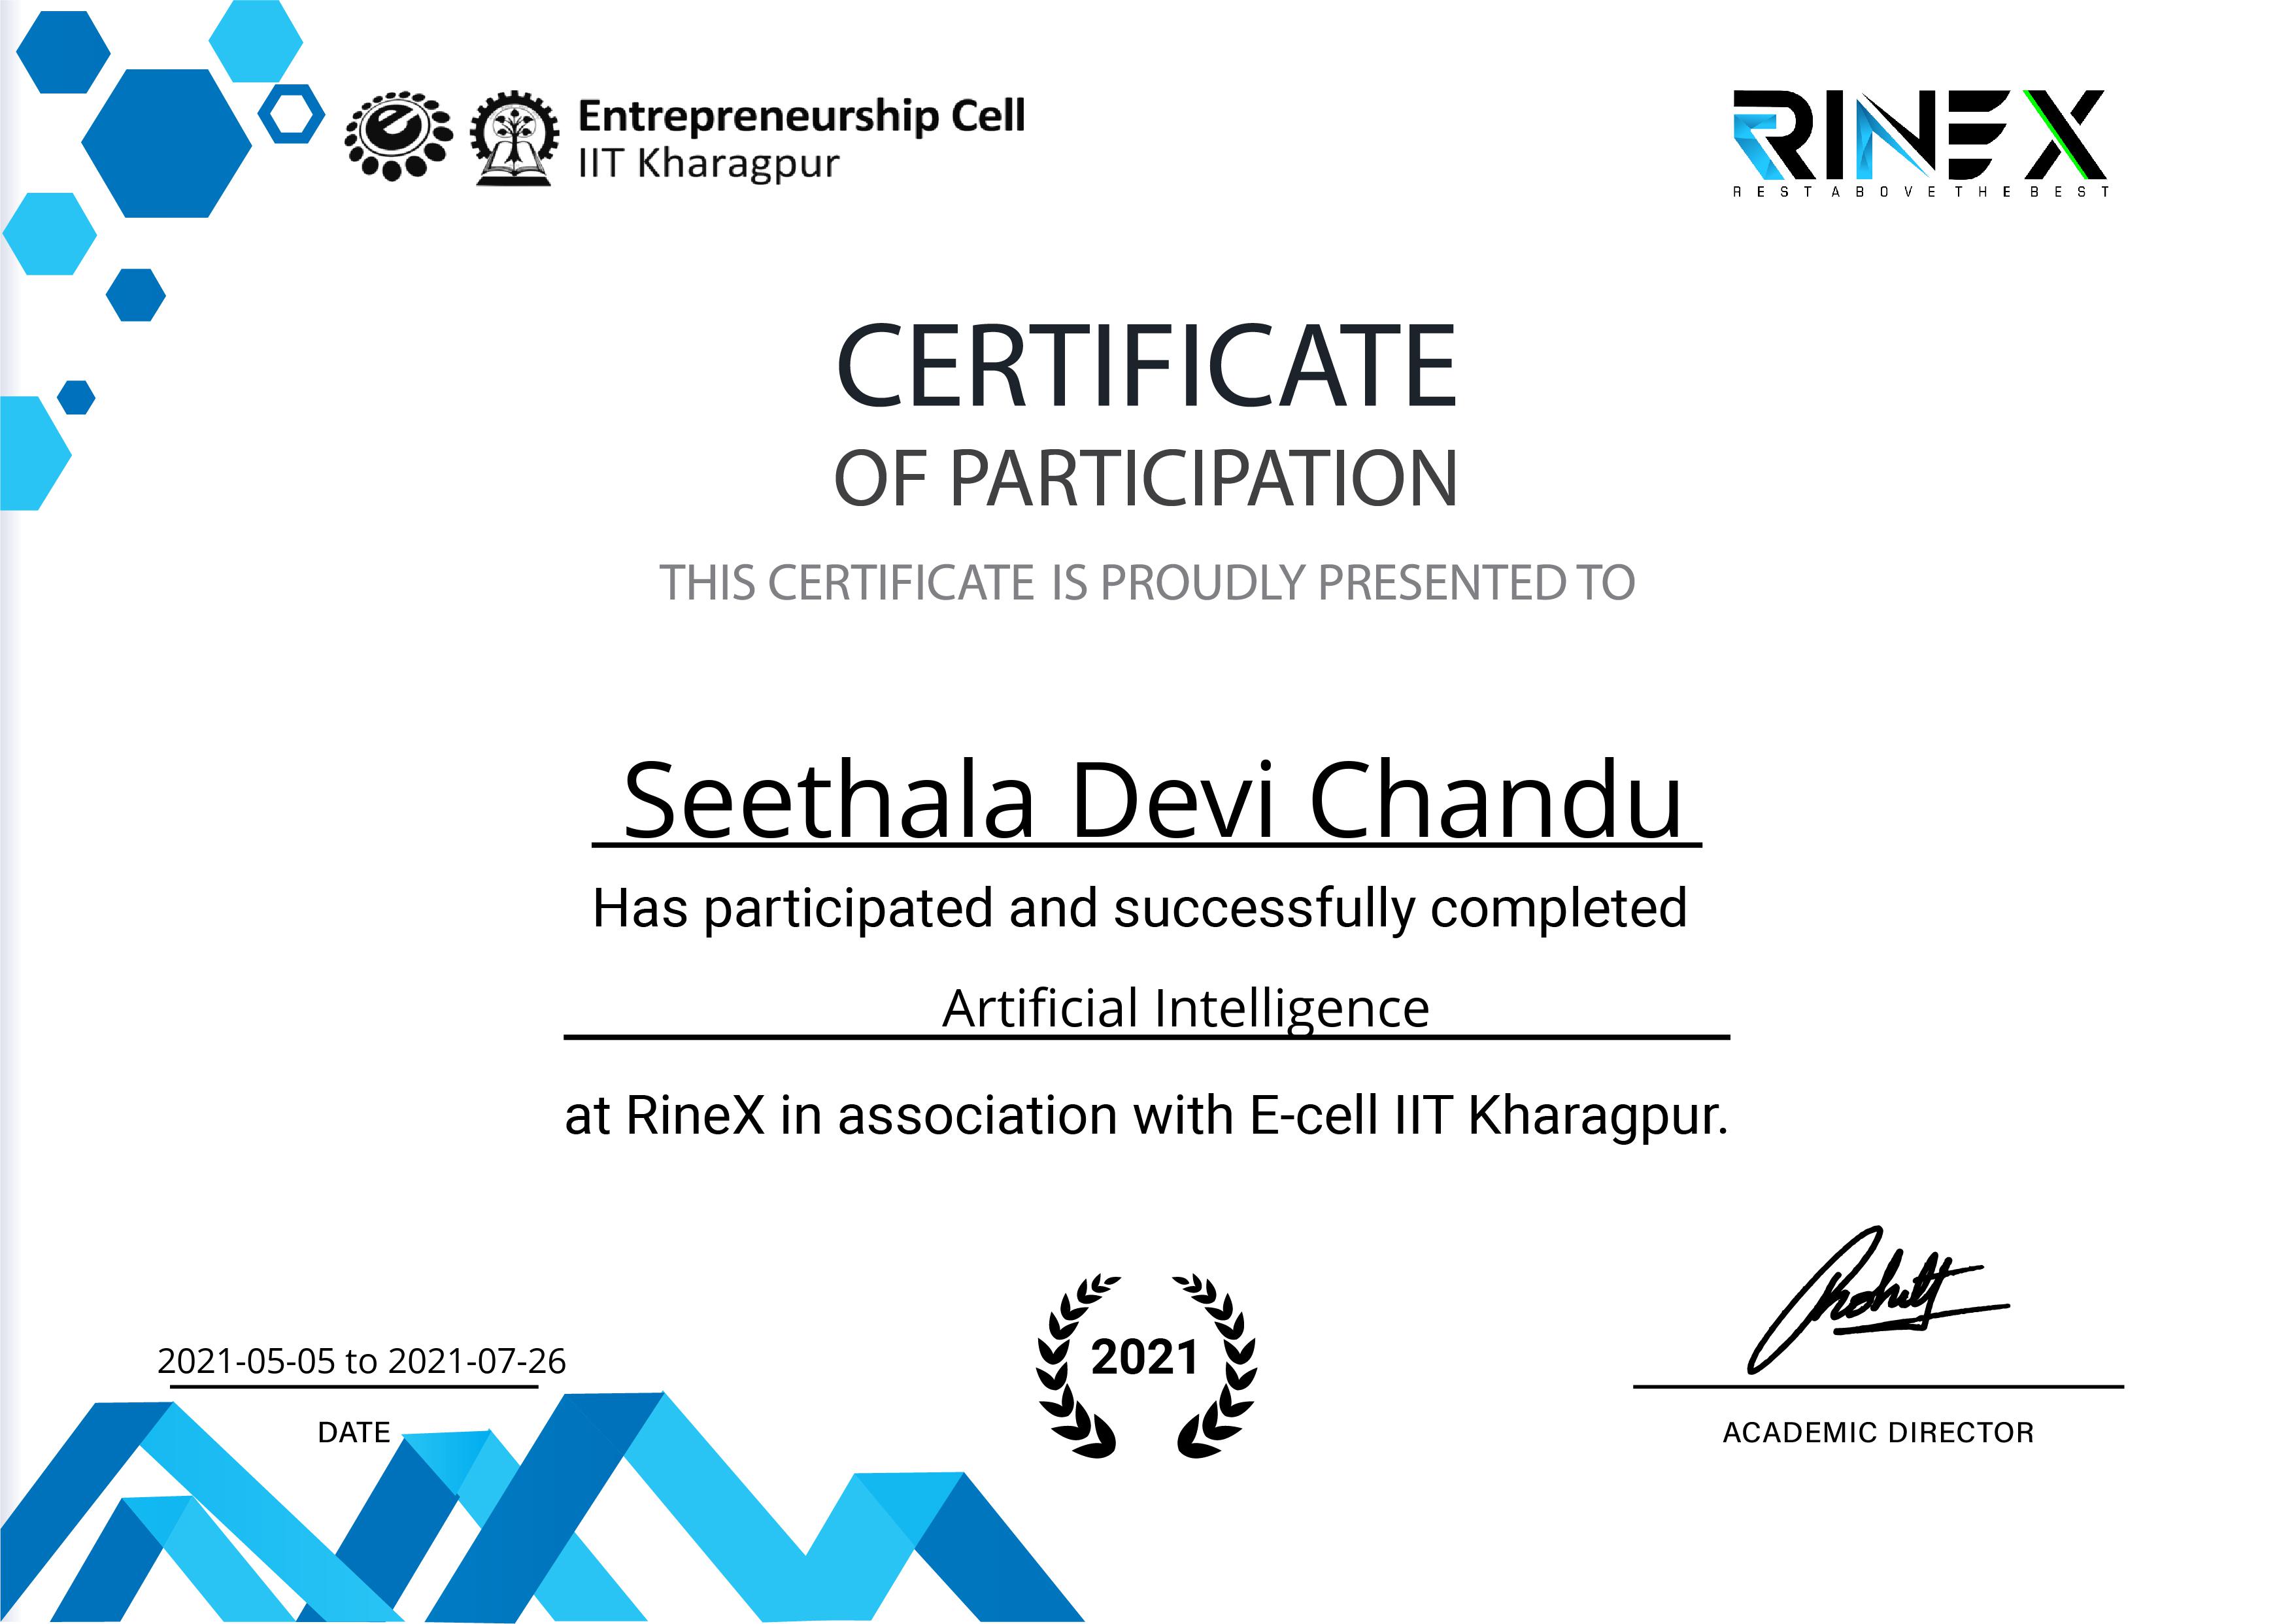 Entrepreneurship Cell
IIT Kharagpur
RINEX
REST ABOVE THE BEST
CERTIFICATE
OF PARTICIPATION
THIS CERTIFICATE IS PROUDLY PRESENTED TO
Seethala Devi Chandu
Has participated and successfully completed
Artificial Intelligence
at RineX in association with E-cell IIT Kharagpur.
2021-05-05 to 2021-07-26
DATE
2021
ACADEMIC DIRECTOR